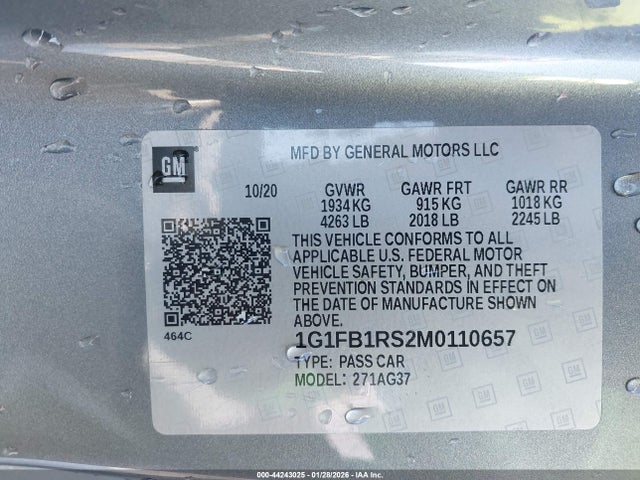 GM
MFD BY GENERAL MOTORS LLC
10/20 GVWR GAWR FRT GAWR RR
1934 KG 915 KG 1018 KG
4263 LB 2018 LB 2245 LB
THIS VEHICLE CONFORMS TO ALL
APPLICABLE U.S. FEDERAL MOTOR
VEHICLE SAFETY, BUMPER, AND THEFT
PREVENTION STANDARDS IN EFFECT ON
THE DATE OF MANUFACTURE SHOWN
ABOVE.
464C
1G1FB1RS2M0110657
TYPE: PASS CAR
MODEL: 271AG37
000-44243025 - 01/28/2026 - IAA Inc.